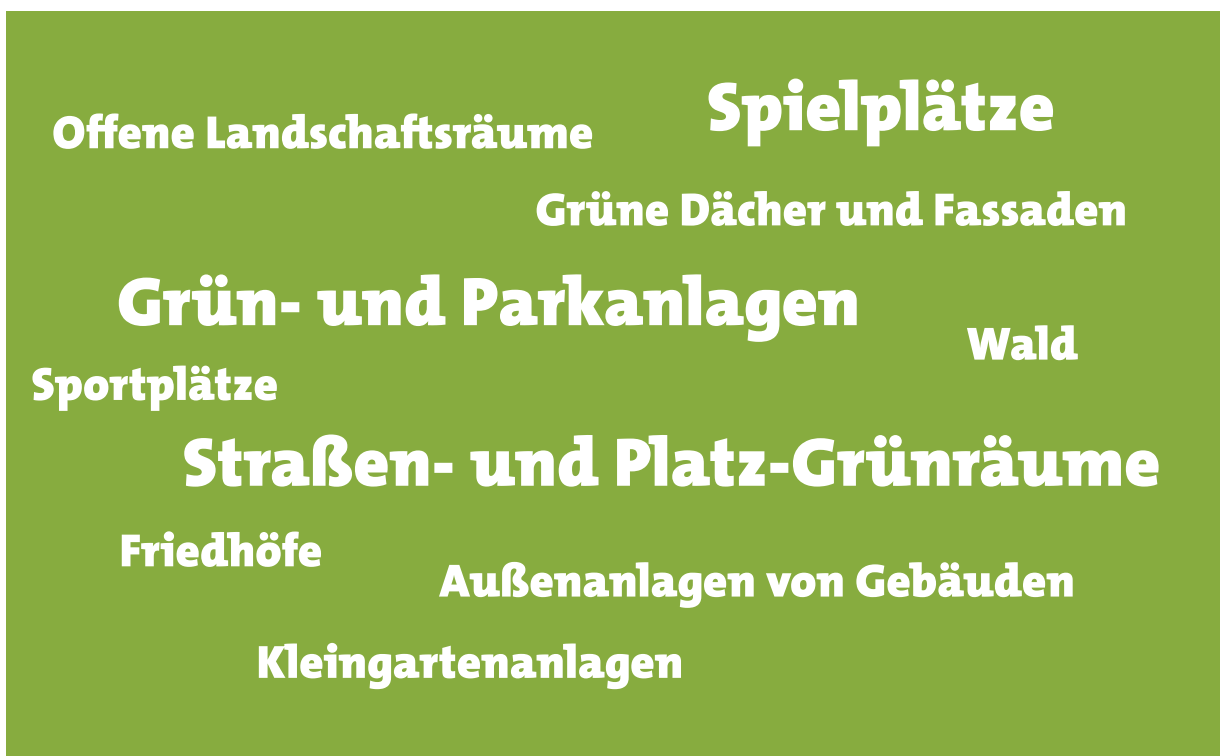 Spielplätze
Offene Landschaftsräume
Grüne Dächer und Fassaden
Grün- und Parkanlagen
Wald
Sportplätze
Straßen- und Platz-Grünräume
Friedhöfe
Außenanlagen von Gebäuden
Kleingartenanlagen